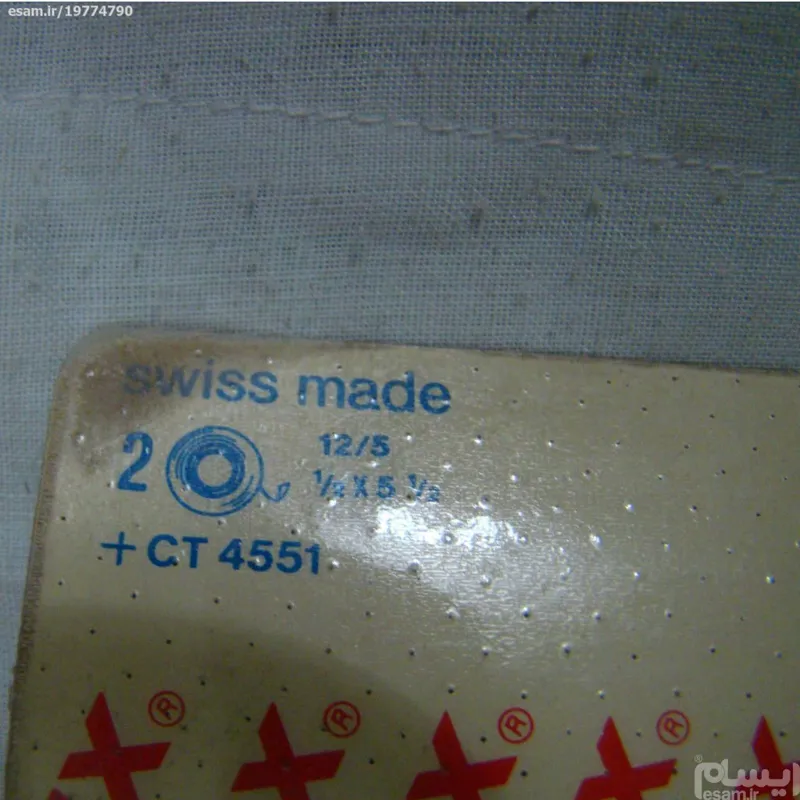 esam.ir/19774790
swiss made
2 12/5
½ X 5 ½
+CT 4551
® ® ® ®
ایسام®
esam.ir